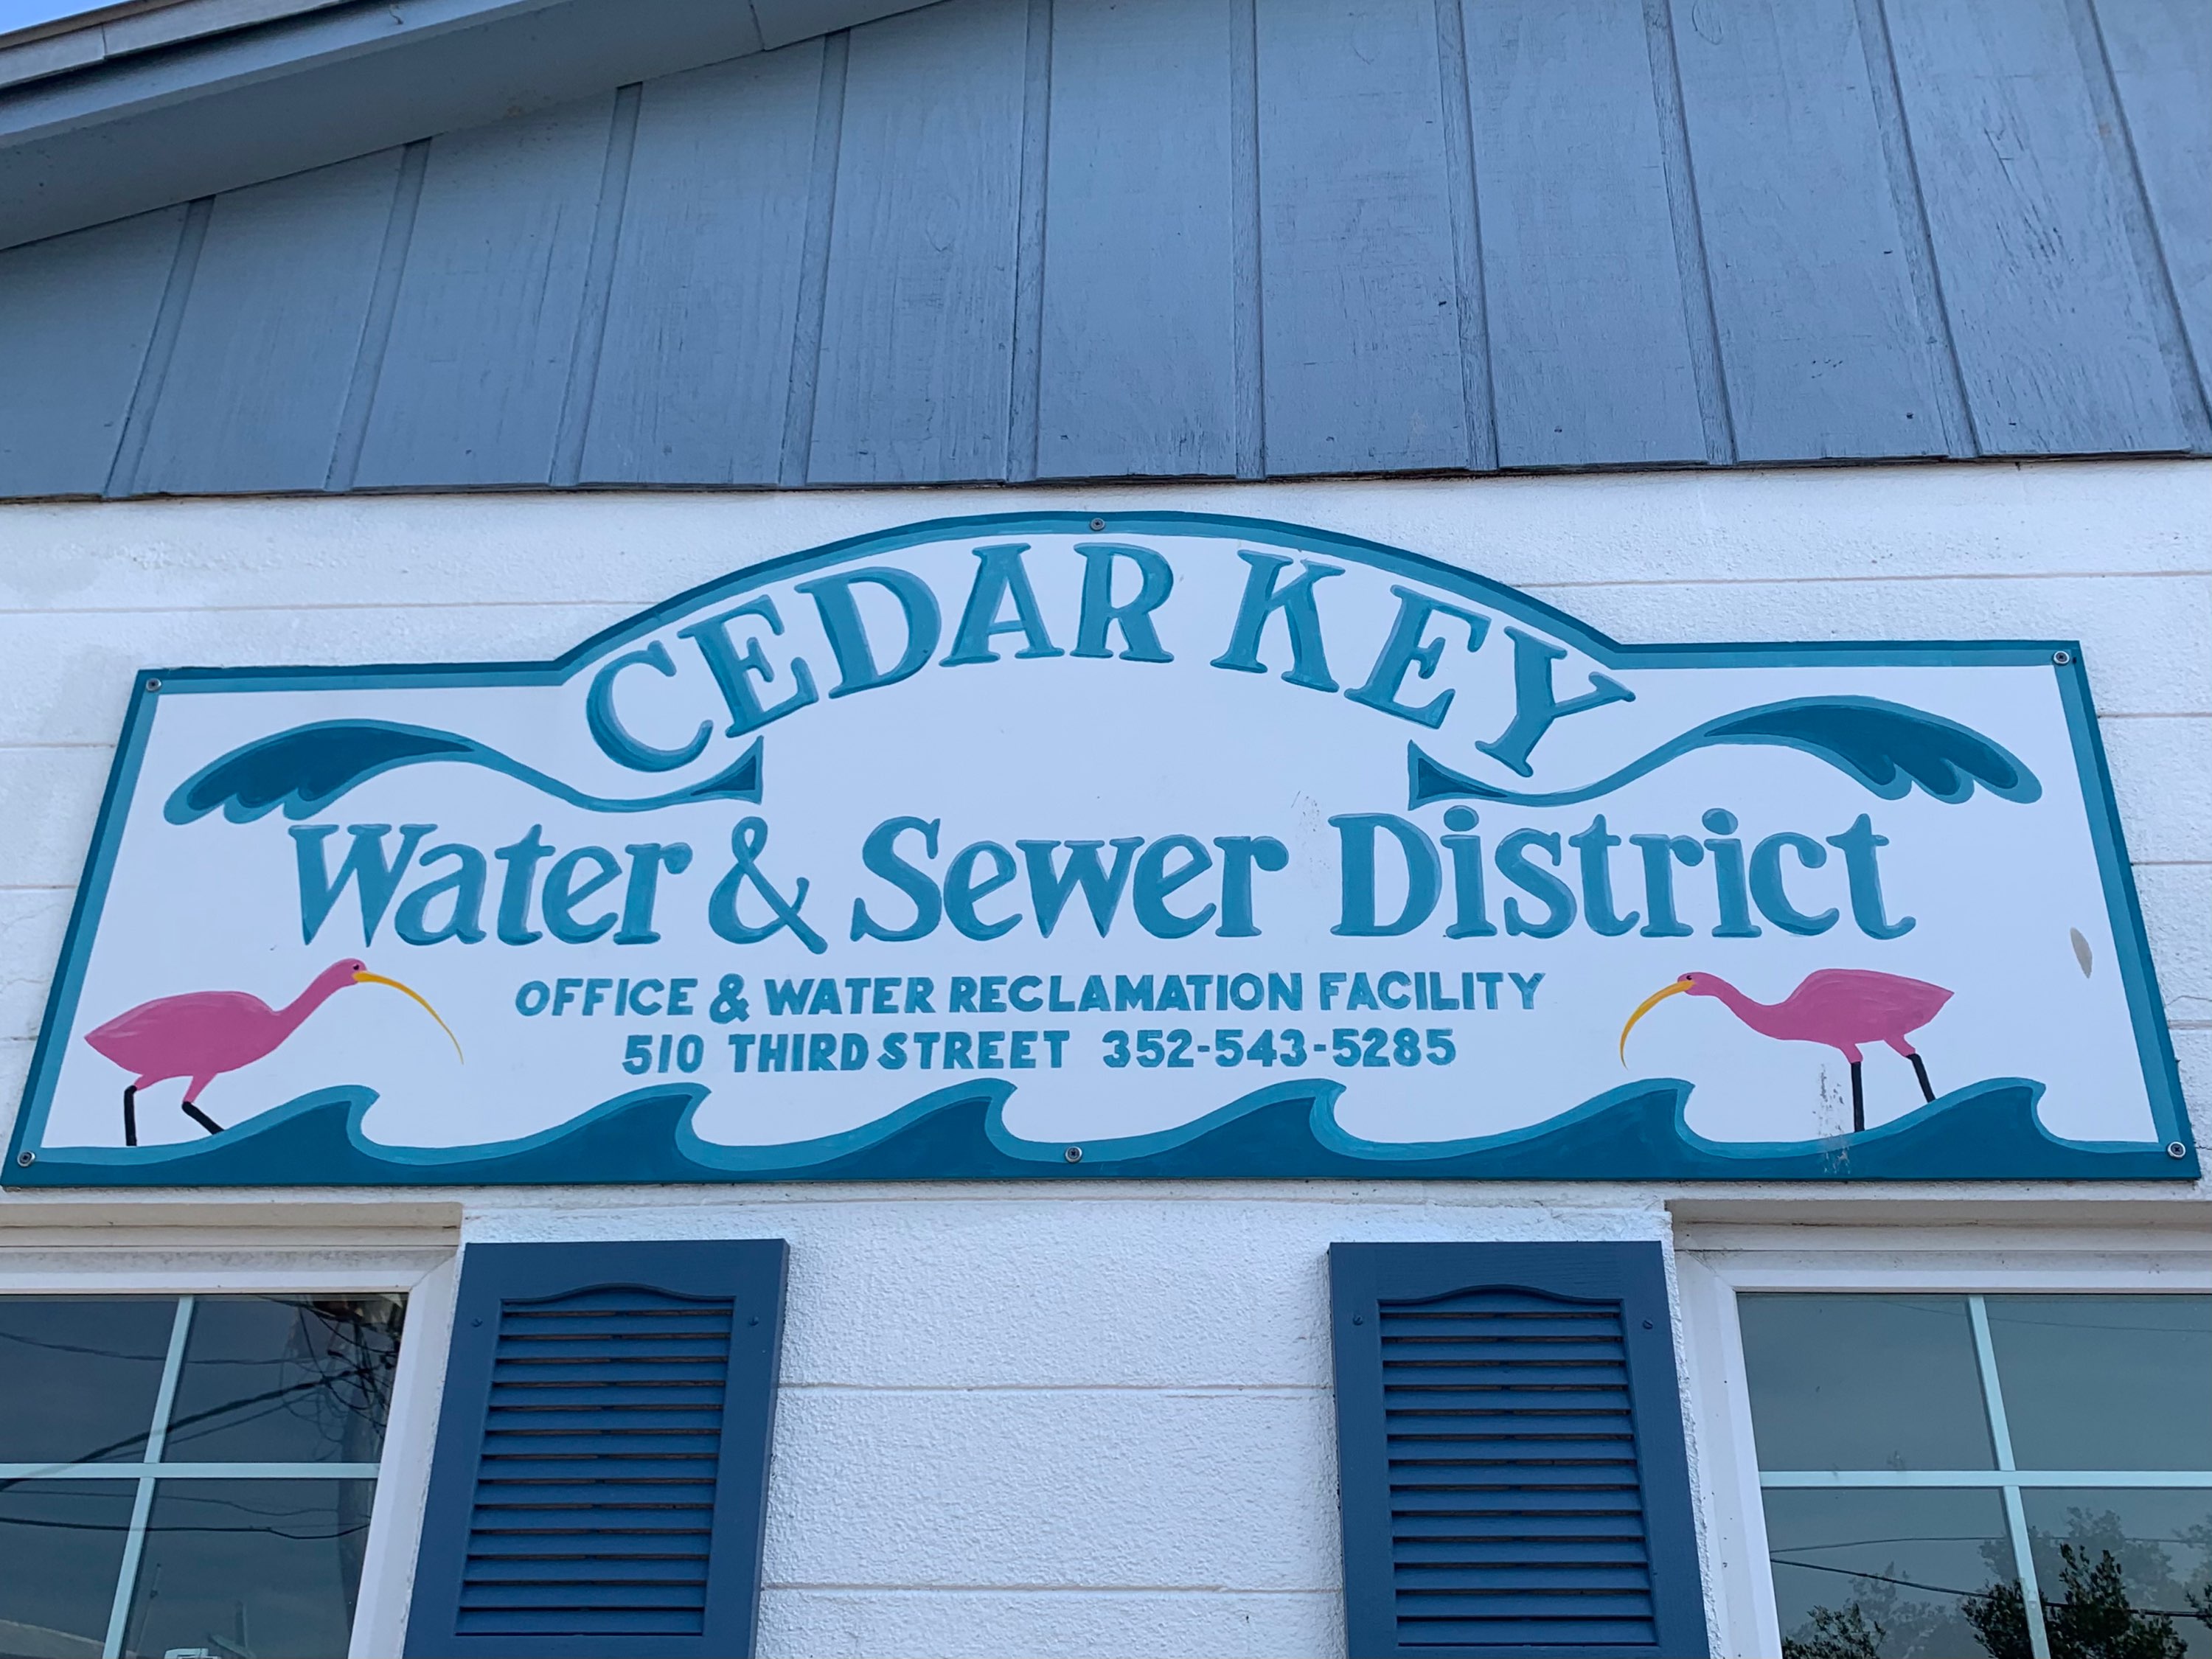 CEDAR KEY
Water & Sewer District
OFFICE & WATER RECLAMATION FACILITY
510 THIRD STREET 352-543-5285